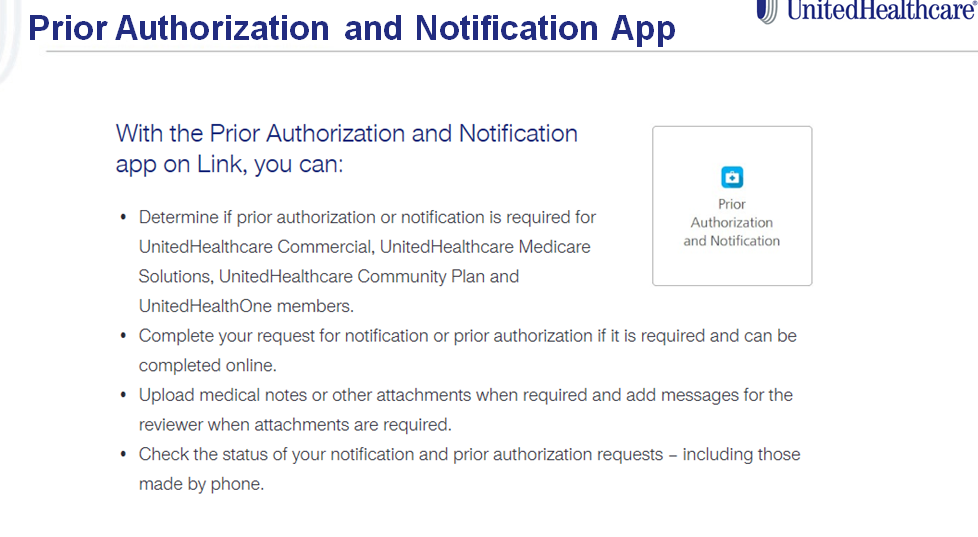 Prior Authorization and Notification App
UnitedHealthcare®
With the Prior Authorization and Notification
app on Link, you can:
• Determine if prior authorization or notification is required for
UnitedHealthcare Commercial, UnitedHealthcare Medicare
Solutions, UnitedHealthcare Community Plan and
UnitedHealthOne members.
• Complete your request for notification or prior authorization if it is required and can be
completed online.
• Upload medical notes or other attachments when required and add messages for the
reviewer when attachments are required.
• Check the status of your notification and prior authorization requests – including those
made by phone.
Prior
Authorization
and Notification